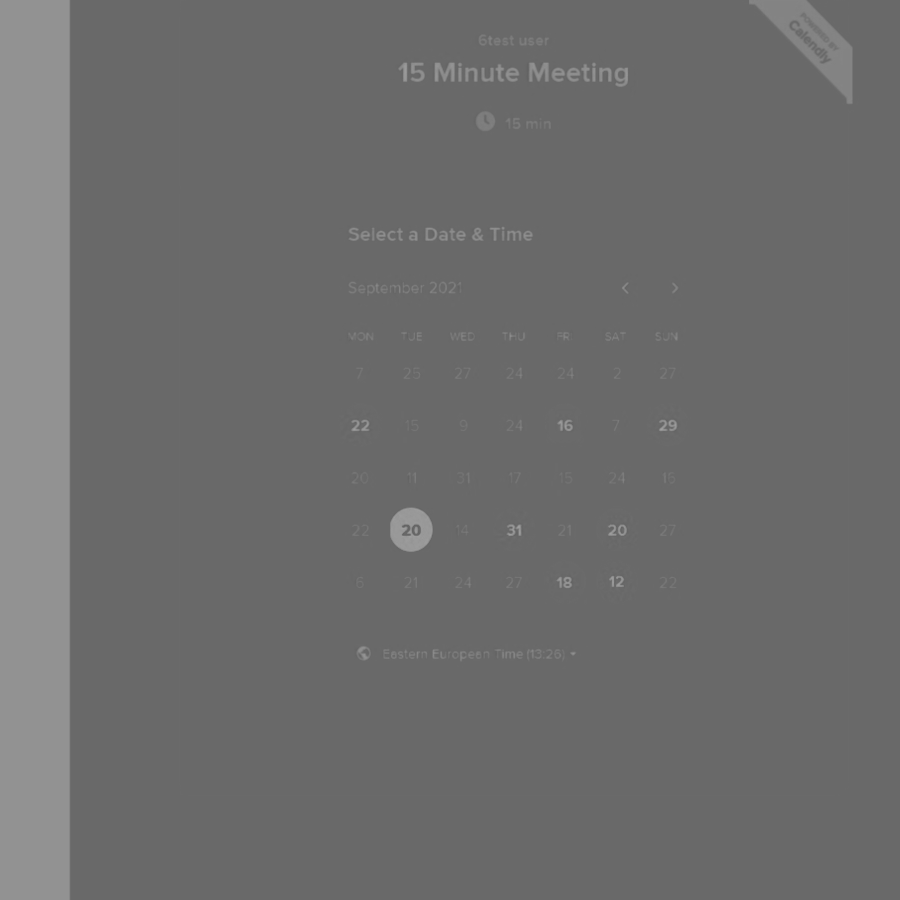 6test user
15 Minute Meeting
15 min
POWERED BY
Calendly
Select a Date & Time
September 2021
MON TUE WED THU FR SAT SUN
7 25 27 24 24 2 27
22 15 9 24 16 7 29
20 11 31 17 15 24 15
22 20 14 31 21 20 27
6 21 24 27 18 12 22
Eastern European Time (13:26)